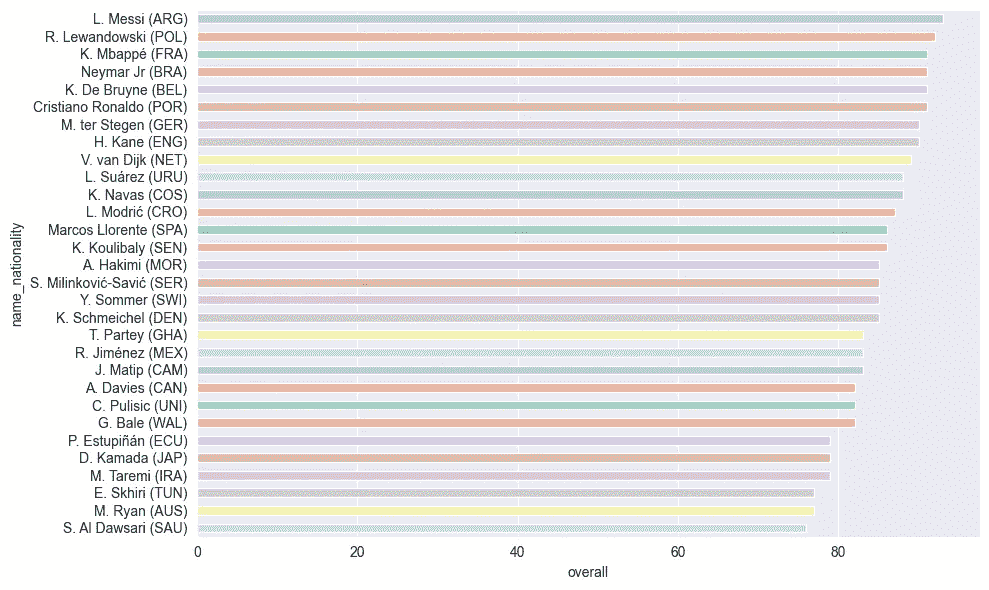 L. Messi (ARG)
R. Lewandowski (POL)
K. Mbappé (FRA)
Neymar Jr (BRA)
K. De Bruyne (BEL)
Cristiano Ronaldo (POR)
M. ter Stegen (GER)
H. Kane (ENG)
V. van Dijk (NET)
L. Suárez (URU)
K. Navas (COS)
L. Modrić (CRO)
Marcos Llorente (SPA)
K. Koulibaly (SEN)
A. Hakimi (MOR)
S. Milinković-Savić (SER)
Y. Sommer (SWI)
K. Schmeichel (DEN)
T. Partey (GHA)
R. Jiménez (MEX)
J. Matip (CAM)
A. Davies (CAN)
C. Pulisic (UNI)
G. Bale (WAL)
P. Estupiñán (ECU)
D. Kamada (JAP)
M. Taremi (IRA)
E. Skhiri (TUN)
M. Ryan (AUS)
S. Al Dawsari (SAU)
name_nationality
0 20 40 60 80
overall